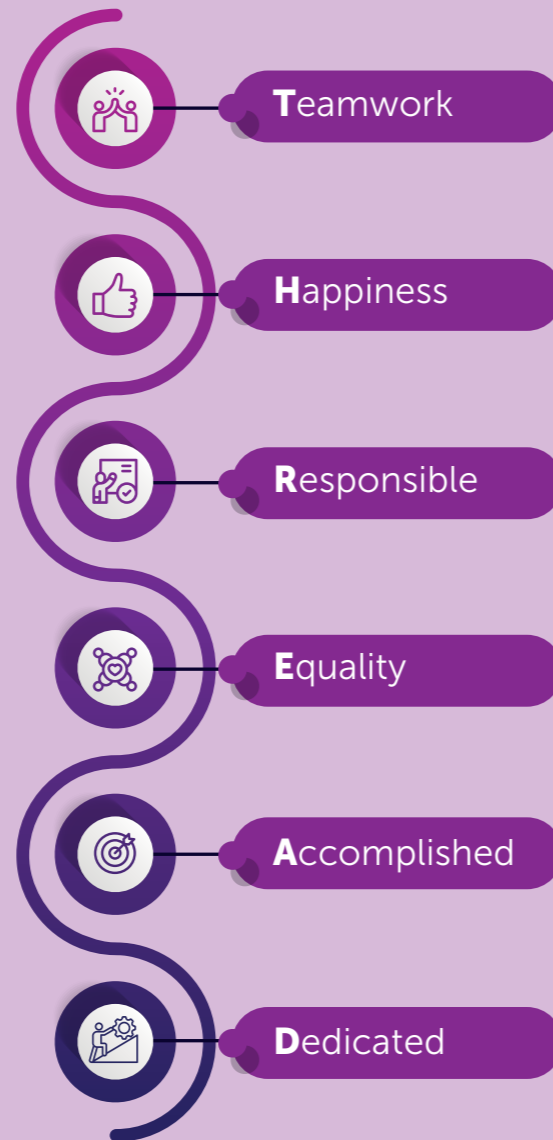 Teamwork
Happiness
Responsible
Equality
Accomplished
Dedicated